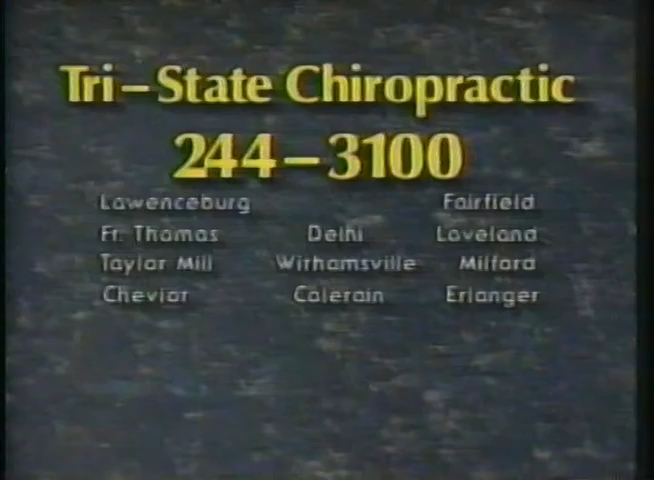 Tri-State Chiropractic
244-3100
Lawenceburg Fairfield
Ft. Thomas Delhi Loveland
Taylor Mill Withamsville Milford
Cheviot Colerain Erlanger